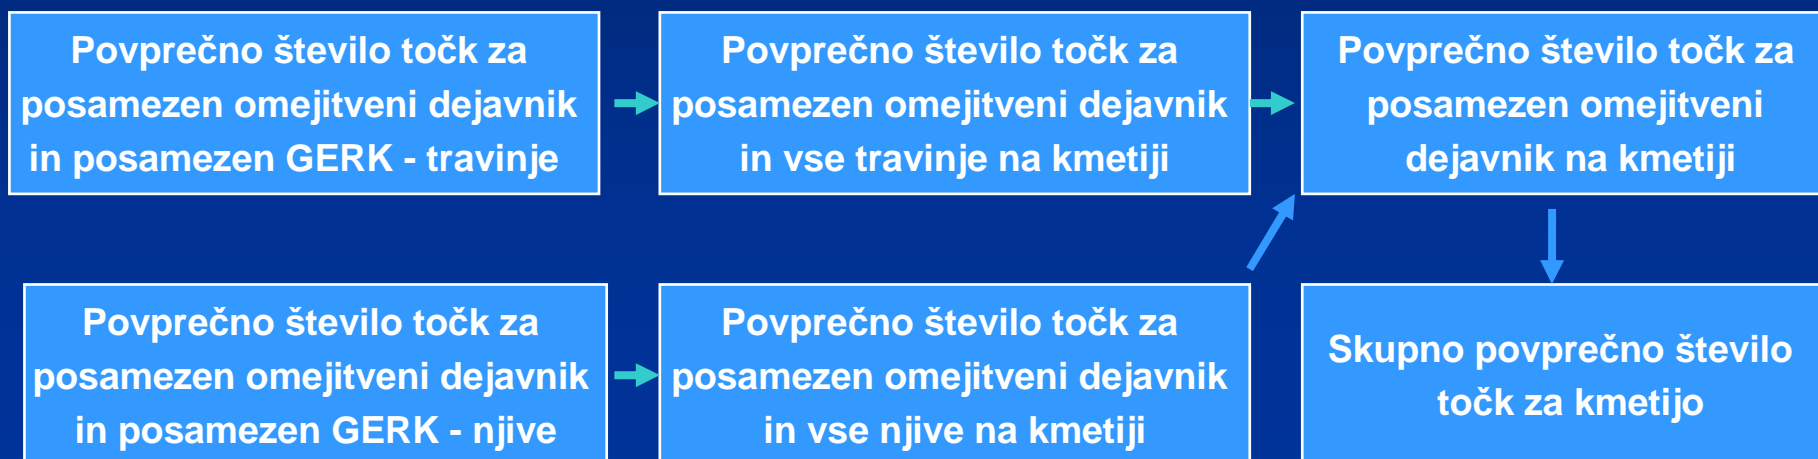 Povprečno število točk za
posamezen omejitveni dejavnik
in posamezen GERK - travinje
Povprečno število točk za
posamezen omejitveni dejavnik
in vse travinje na kmetiji
Povprečno število točk za
posamezen omejitveni
dejavnik na kmetiji
Povprečno število točk za
posamezen omejitveni dejavnik
in posamezen GERK - njive
Povprečno število točk za
posamezen omejitveni dejavnik
in vse njive na kmetiji
Skupno povprečno število
točk za kmetijo